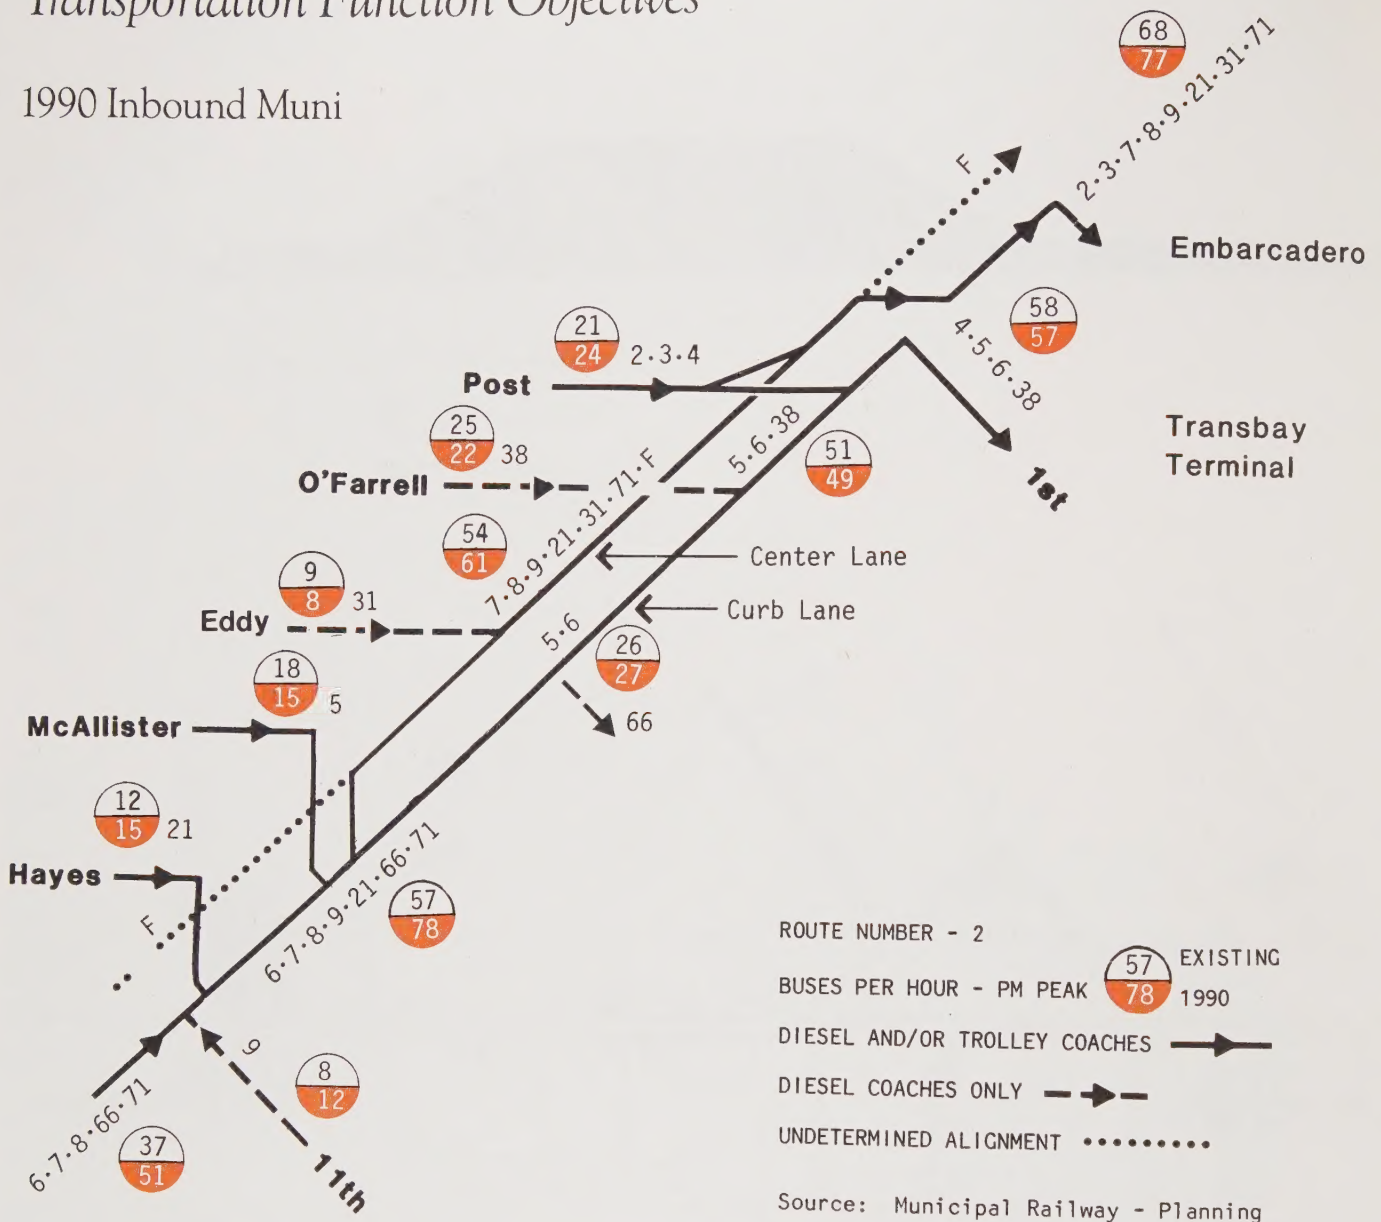 Transportation Function Objectives
1990 Inbound Muni
68
77
2·3·7·8·9·21·31·71
F
Embarcadero
58
57
4·5·6·38
21
24
2·3·4
Post
Transbay
Terminal
1st
25
22
38
O'Farrell
5·6·38
51
49
54
61
7·8·9·21·31·71·F
Center Lane
9
8
31
Eddy
Curb Lane
5·6
26
27
66
18
15
5
McAllister
12
15
21
Hayes
F
6·7·8·9·21·66·71
57
78
9
8
12
11th
6·7·8·66·71
37
51
ROUTE NUMBER - 2
BUSES PER HOUR - PM PEAK 57 EXISTING
78 1990
DIESEL AND/OR TROLLEY COACHES
DIESEL COACHES ONLY
UNDETERMINED ALIGNMENT
Source: Municipal Railway - Planning